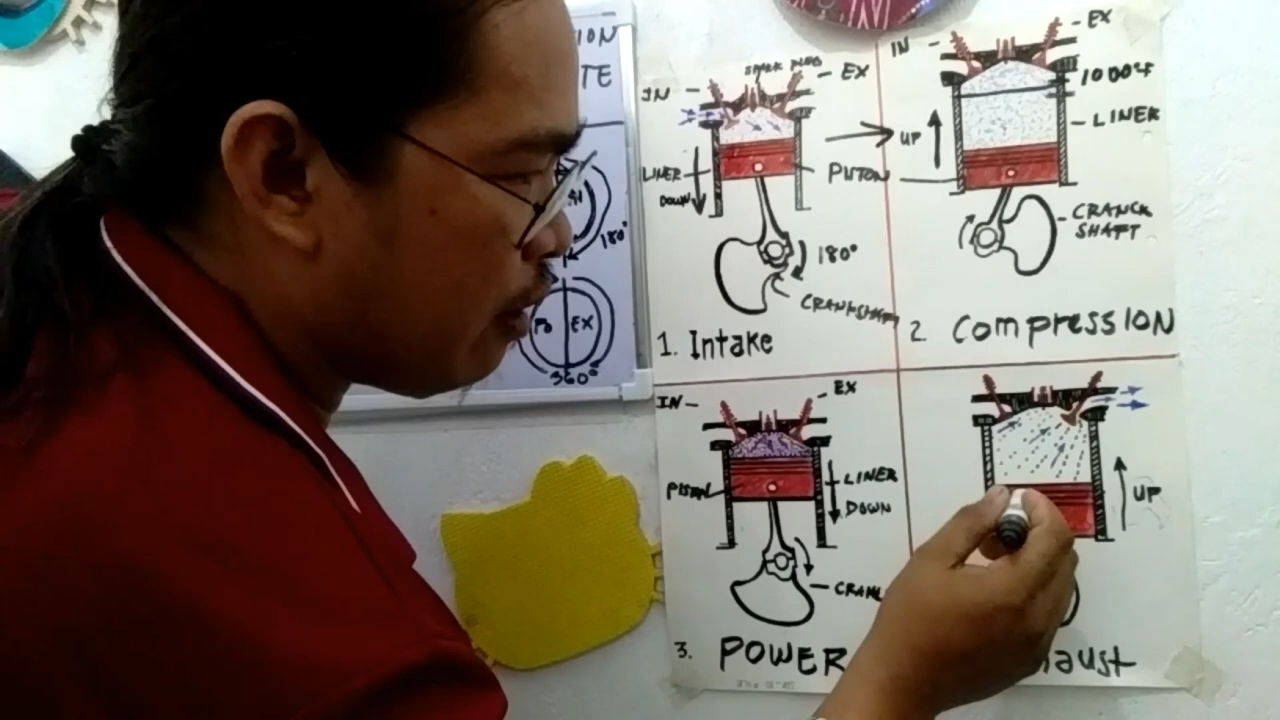 ION
TE
180°
Po EX
360°
IN
SPARK PLUG
EX
LINER
DOWN
PISTON
180°
CRANKSHAFT
1. Intake
IN
EX
1000°F
LINER
UP
CRANCK
SHAFT
2 COMPRESSION
IN
EX
PISTON
LINER
DOWN
CRANK
3. POWER
UP
haust